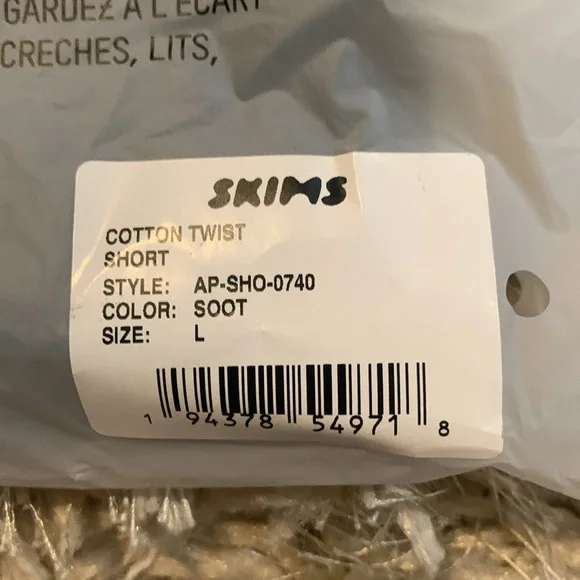 GARDEZ À L'ÉCART
CRECHES, LITS,
SKIMS
COTTON TWIST
SHORT
STYLE: AP-SHO-0740
COLOR: SOOT
SIZE: L
1 94378 54971 8